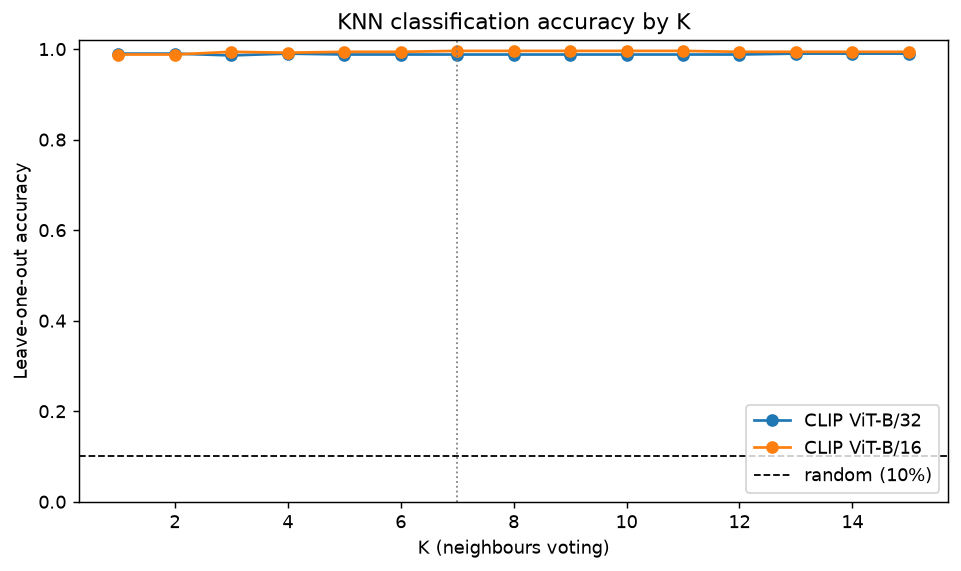 KNN classification accuracy by K
Leave-one-out accuracy
1.0
0.8
0.6
0.4
0.2
0.0
2 4 6 8 10 12 14
K (neighbours voting)
CLIP ViT-B/32
CLIP ViT-B/16
random (10%)